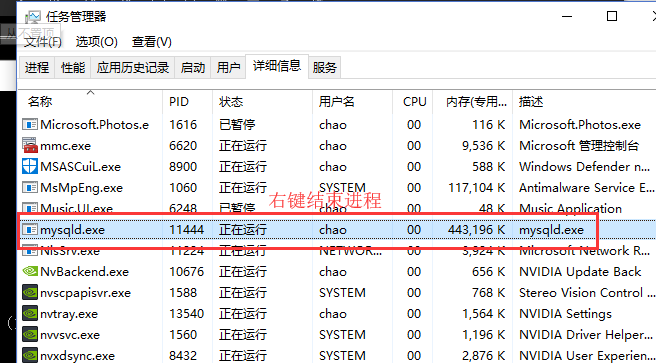 任务管理器
文件(F) 选项(O) 查看(V)
进程 性能 应用历史记录 启动 用户 详细信息 服务
名称 PID 状态 用户名 CPU 内存(专用... 描述
Microsoft.Photos.e 1616 已暂停 chao 00 116 K Microsoft.Photos.exe
mmc.exe 6620 正在运行 chao 00 9,536 K Microsoft 管理控制台
MSASCuiL.exe 8900 正在运行 chao 00 588 K Windows Defender n...
MsMpEng.exe 1060 正在运行 SYSTEM 00 117,104 K Antimalware Service E...
右键结束进程
Music.UI.exe 6248 已暂停 chao 00 48 K Music Application
mysqld.exe 11444 正在运行 chao 00 443,196 K mysqld.exe
NisSrv.exe 11224 正在运行 NETWOR... 00 3,924 K Microsoft Network R...
NvBackend.exe 10676 正在运行 chao 00 656 K NVIDIA Update Back
nvscpapisvr.exe 1588 正在运行 SYSTEM 00 768 K Stereo Vision Control ...
nvtray.exe 13540 正在运行 chao 00 1,564 K NVIDIA Settings
nvvsvc.exe 1560 正在运行 SYSTEM 00 1,196 K NVIDIA Driver Helper...
nvxdsync.exe 8432 正在运行 SYSTEM 00 2,876 K NVIDIA User Experien...